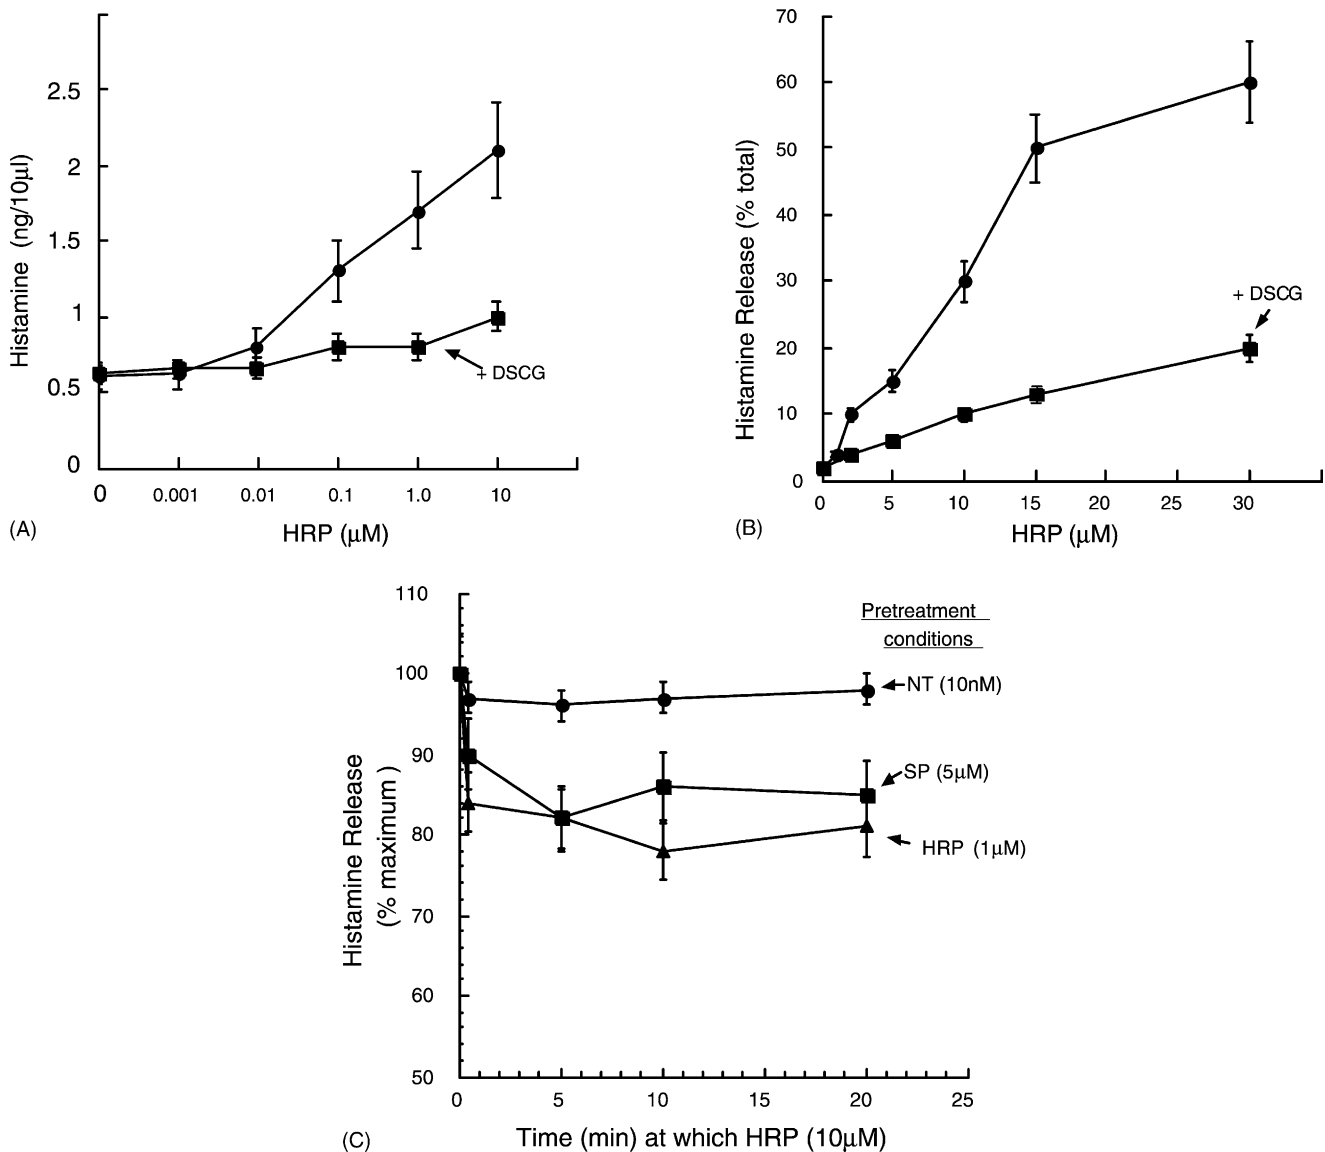 2.5
2
1.5
1
0.5
0
Histamine (ng/10μl)
+ DSCG
0 0.001 0.01 0.1 1.0 10
HRP (μM)
(A)
70
60
50
40
30
20
10
0
Histamine Release (% total)
+ DSCG
0 5 10 15 20 25 30
HRP (μM)
(B)
110
100
90
80
70
60
50
Histamine Release
(% maximum )
Pretreatment
conditions
NT (10nM)
SP (5μM)
HRP (1μM)
0 5 10 15 20 25
Time (min) at which HRP (10μM)
(C)